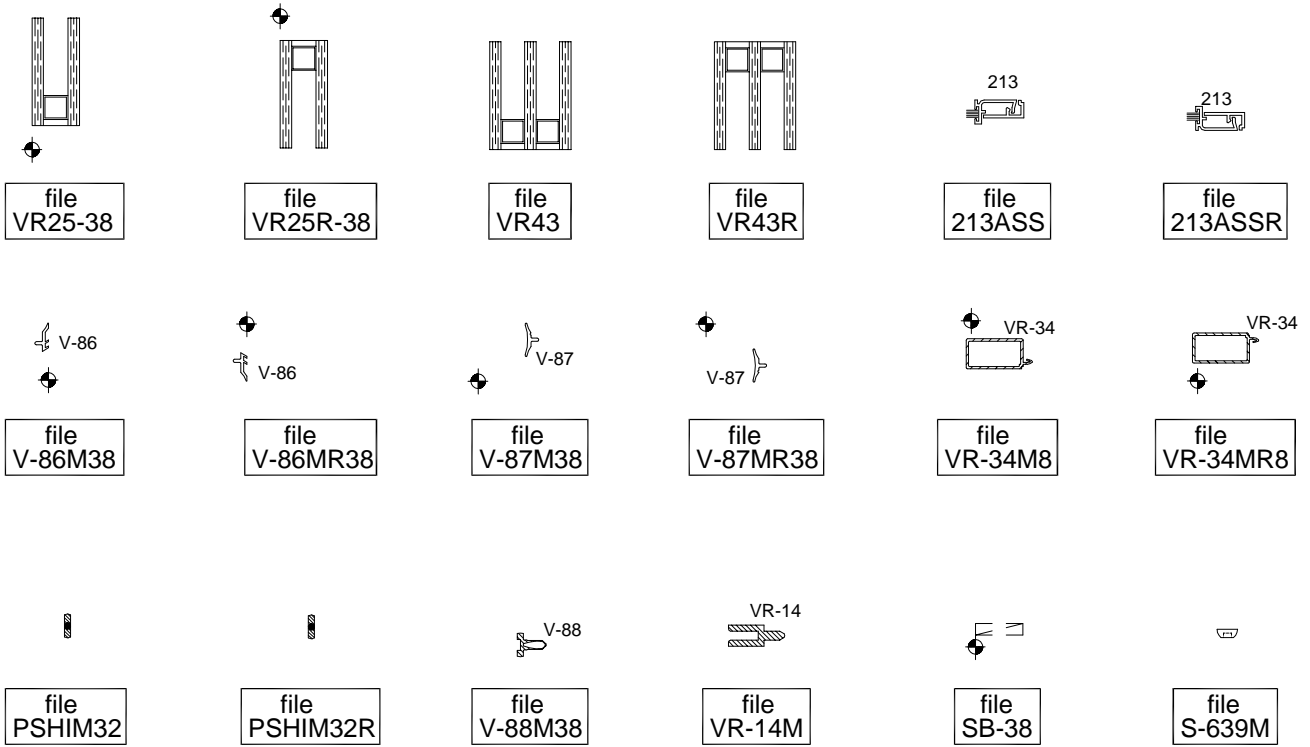 213
213
file
VR25-38
file
VR25R-38
file
VR43
file
VR43R
file
213ASS
file
213ASSR
V-86
V-86
V-87
V-87
VR-34
VR-34
file
V-86M38
file
V-86MR38
file
V-87M38
file
V-87MR38
file
VR-34M8
file
VR-34MR8
V-88
VR-14
file
PSHIM32
file
PSHIM32R
file
V-88M38
file
VR-14M
file
SB-38
file
S-639M